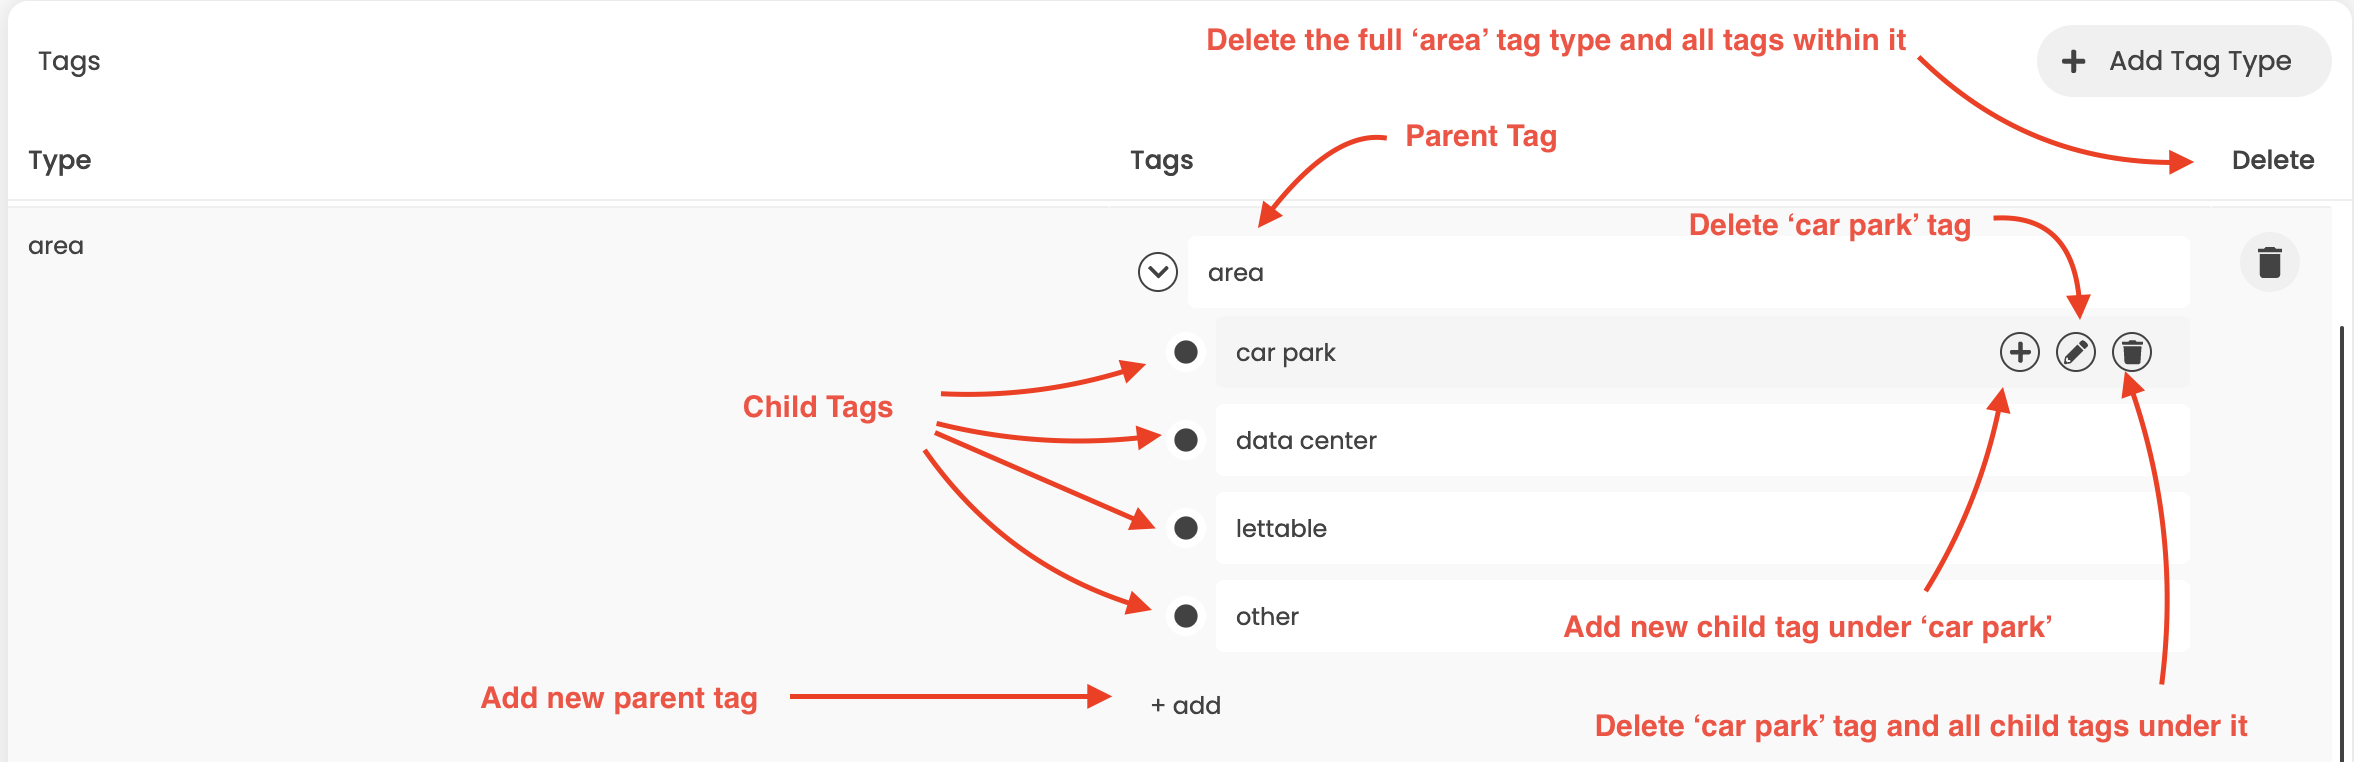 Delete the full ‘area’ tag type and all tags within it
Tags
Add Tag Type
Parent Tag
Type
Tags
Delete
Delete ‘car park’ tag
area
area
car park
Child Tags
data center
lettable
other
Add new child tag under ‘car park’
Add new parent tag
+ add
Delete ‘car park’ tag and all child tags under it